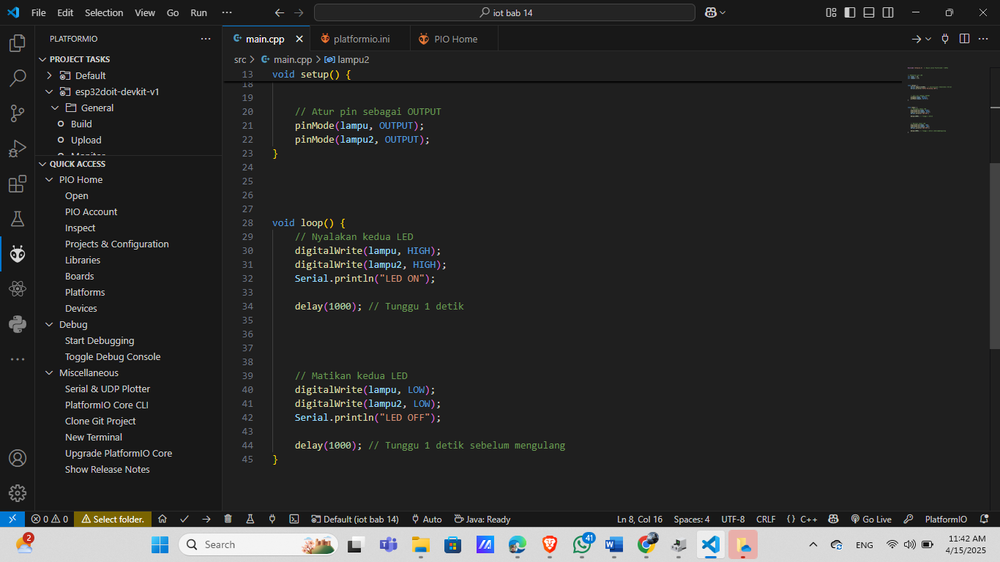 File Edit Selection View Go Run ··· iot bab 14
PLATFORMIO ···
PROJECT TASKS
Default
esp32doit-devkit-v1
General
Build
Upload
Monitor
QUICK ACCESS
PIO Home
Open
PIO Account
Inspect
Projects & Configuration
Libraries
Boards
Platforms
Devices
Debug
Start Debugging
Toggle Debug Console
Miscellaneous
Serial & UDP Plotter
PlatformIO Core CLI
Clone Git Project
New Terminal
Upgrade PlatformIO Core
Show Release Notes
main.cpp platformio.ini PIO Home
src > main.cpp > lampu2
13 void setup() {
18
19
20 // Atur pin sebagai OUTPUT
21 pinMode(lampu, OUTPUT);
22 pinMode(lampu2, OUTPUT);
23 }
24
25
26
27
28 void loop() {
29 // Nyalakan kedua LED
30 digitalWrite(lampu, HIGH);
31 digitalWrite(lampu2, HIGH);
32 Serial.println("LED ON");
33
34 delay(1000); // Tunggu 1 detik
35
36
37
38
39 // Matikan kedua LED
40 digitalWrite(lampu, LOW);
41 digitalWrite(lampu2, LOW);
42 Serial.println("LED OFF");
43
44 delay(1000); // Tunggu 1 detik sebelum mengulang
45 }
0 0 Select folder. Default (iot bab 14) Auto Java: Ready Ln 8, Col 16 Spaces: 4 UTF-8 CRLF {} C++ Go Live PlatformIO
2 Search 41 ENG 11:42 AM
4/15/2025